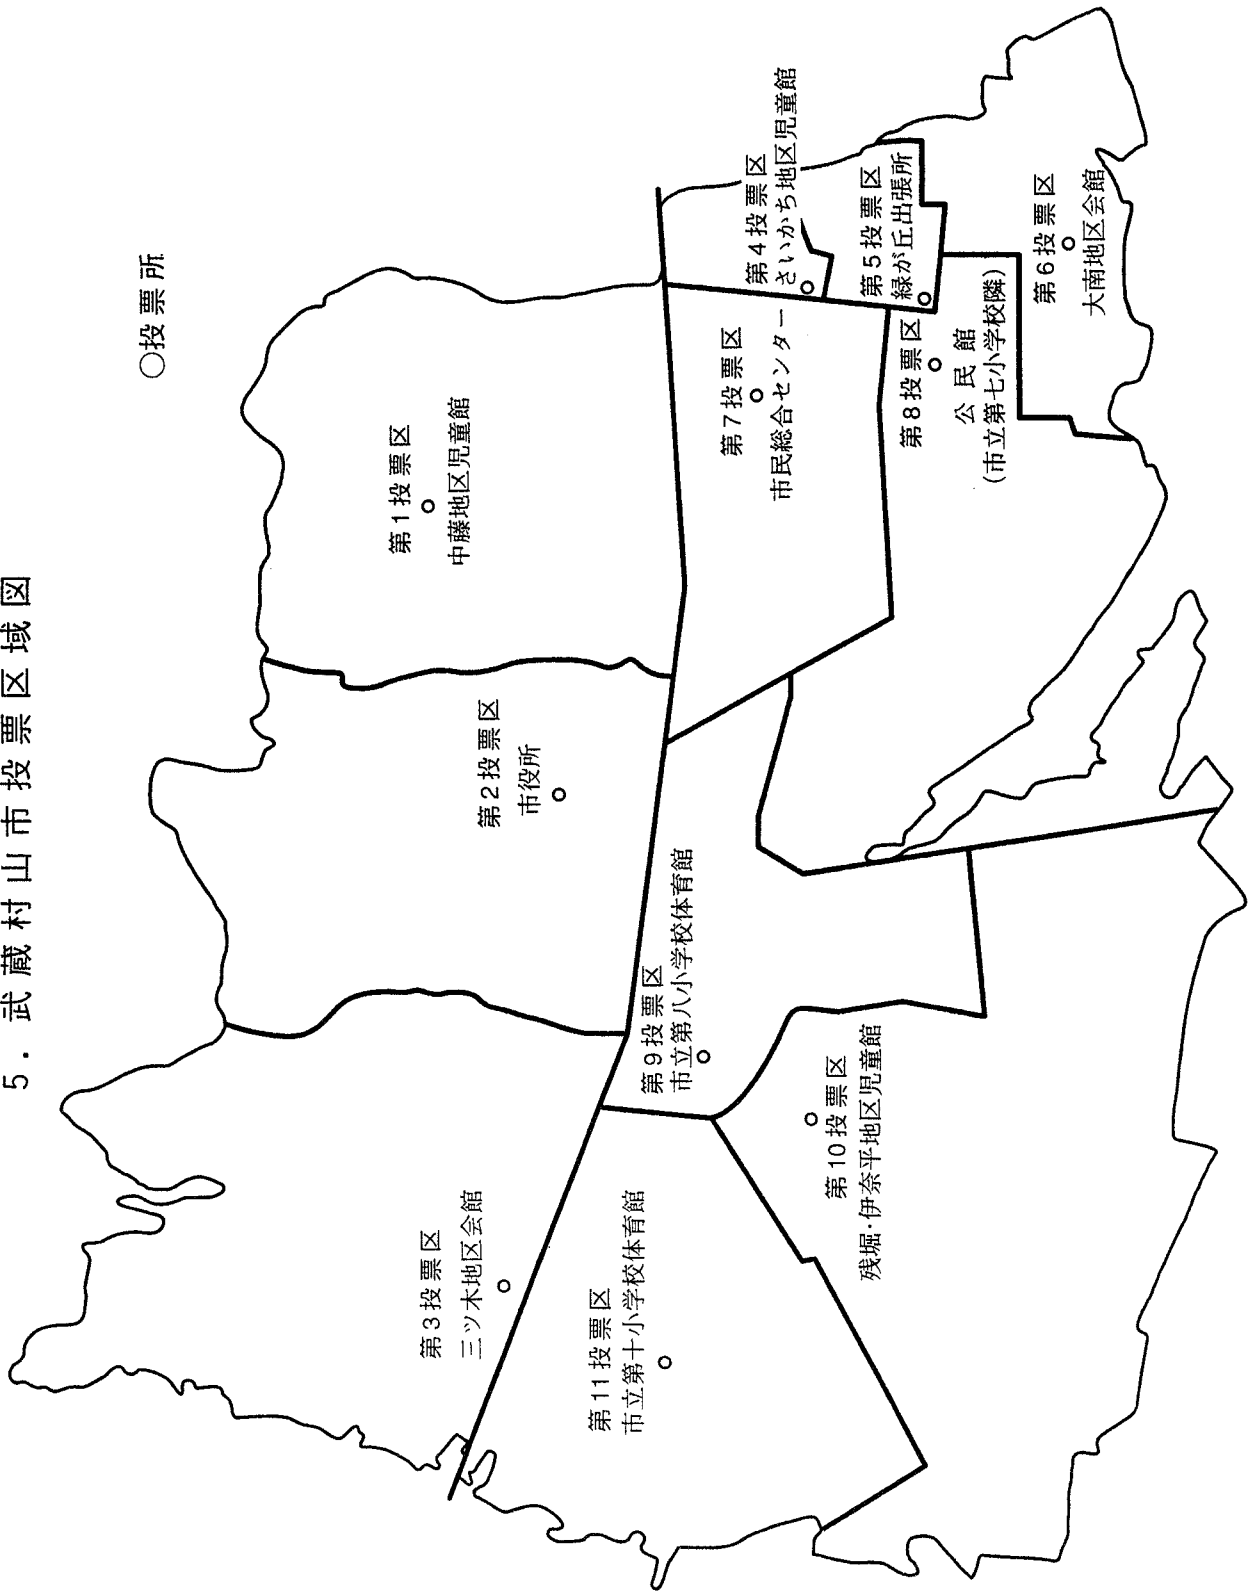 5．武蔵村山市投票区域図
○投票所
第1投票区
中藤地区児童館
第2投票区
市役所
第3投票区
三ツ木地区会館
第4投票区
さいかち地区児童館
第5投票区
緑が丘出張所
第6投票区
大南地区会館
第7投票区
市民総合センター
第8投票区
公民館
(市立第七小学校隣)
第9投票区
市立第八小学校体育館
第10投票区
残堀・伊奈平地区児童館
第11投票区
市立第十小学校体育館